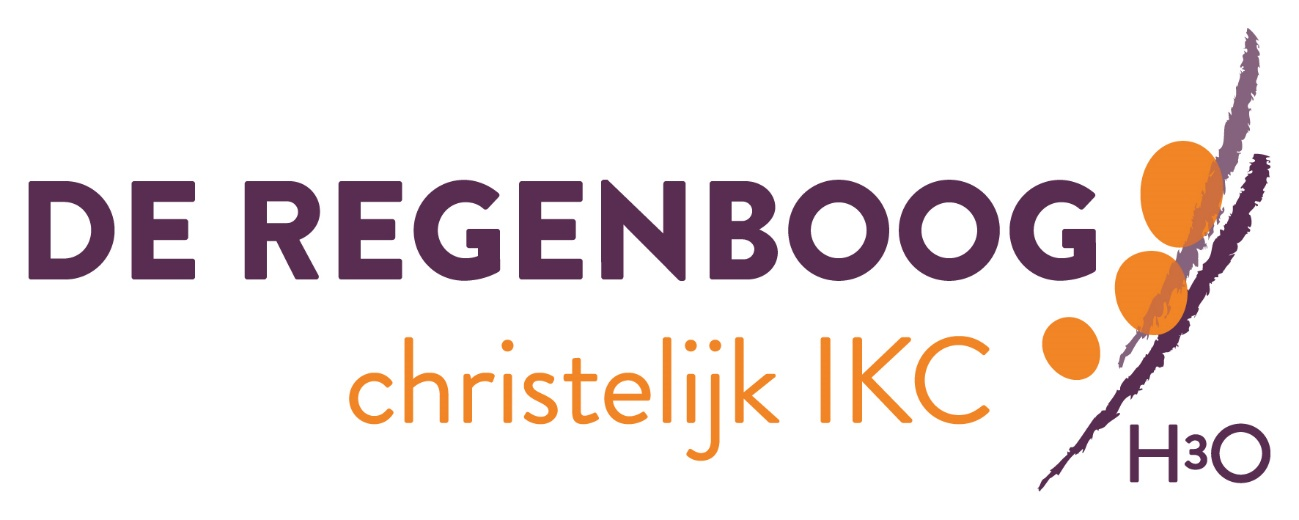 DE REGENBOOG
christelijk IKC
H3O